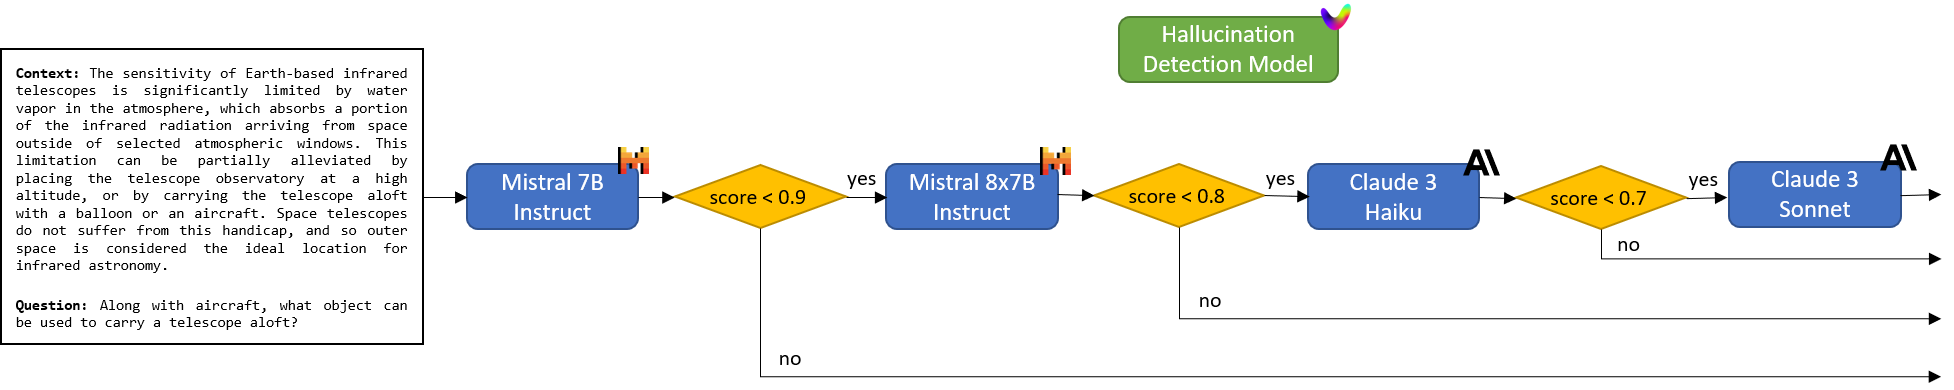 Hallucination
Detection Model
Context: The sensitivity of Earth-based infrared
telescopes is significantly limited by water
vapor in the atmosphere, which absorbs a portion
of the infrared radiation arriving from space
outside of selected atmospheric windows. This
limitation can be partially alleviated by
placing the telescope observatory at a high
altitude, or by carrying the telescope aloft
with a balloon or an aircraft. Space telescopes
do not suffer from this handicap, and so outer
space is considered the ideal location for
infrared astronomy.
Question: Along with aircraft, what object can
be used to carry a telescope aloft?
Mistral 7B
Instruct
score < 0.9
yes
no
Mistral 8x7B
Instruct
score < 0.8
yes
no
Claude 3
Haiku
score < 0.7
yes
no
Claude 3
Sonnet